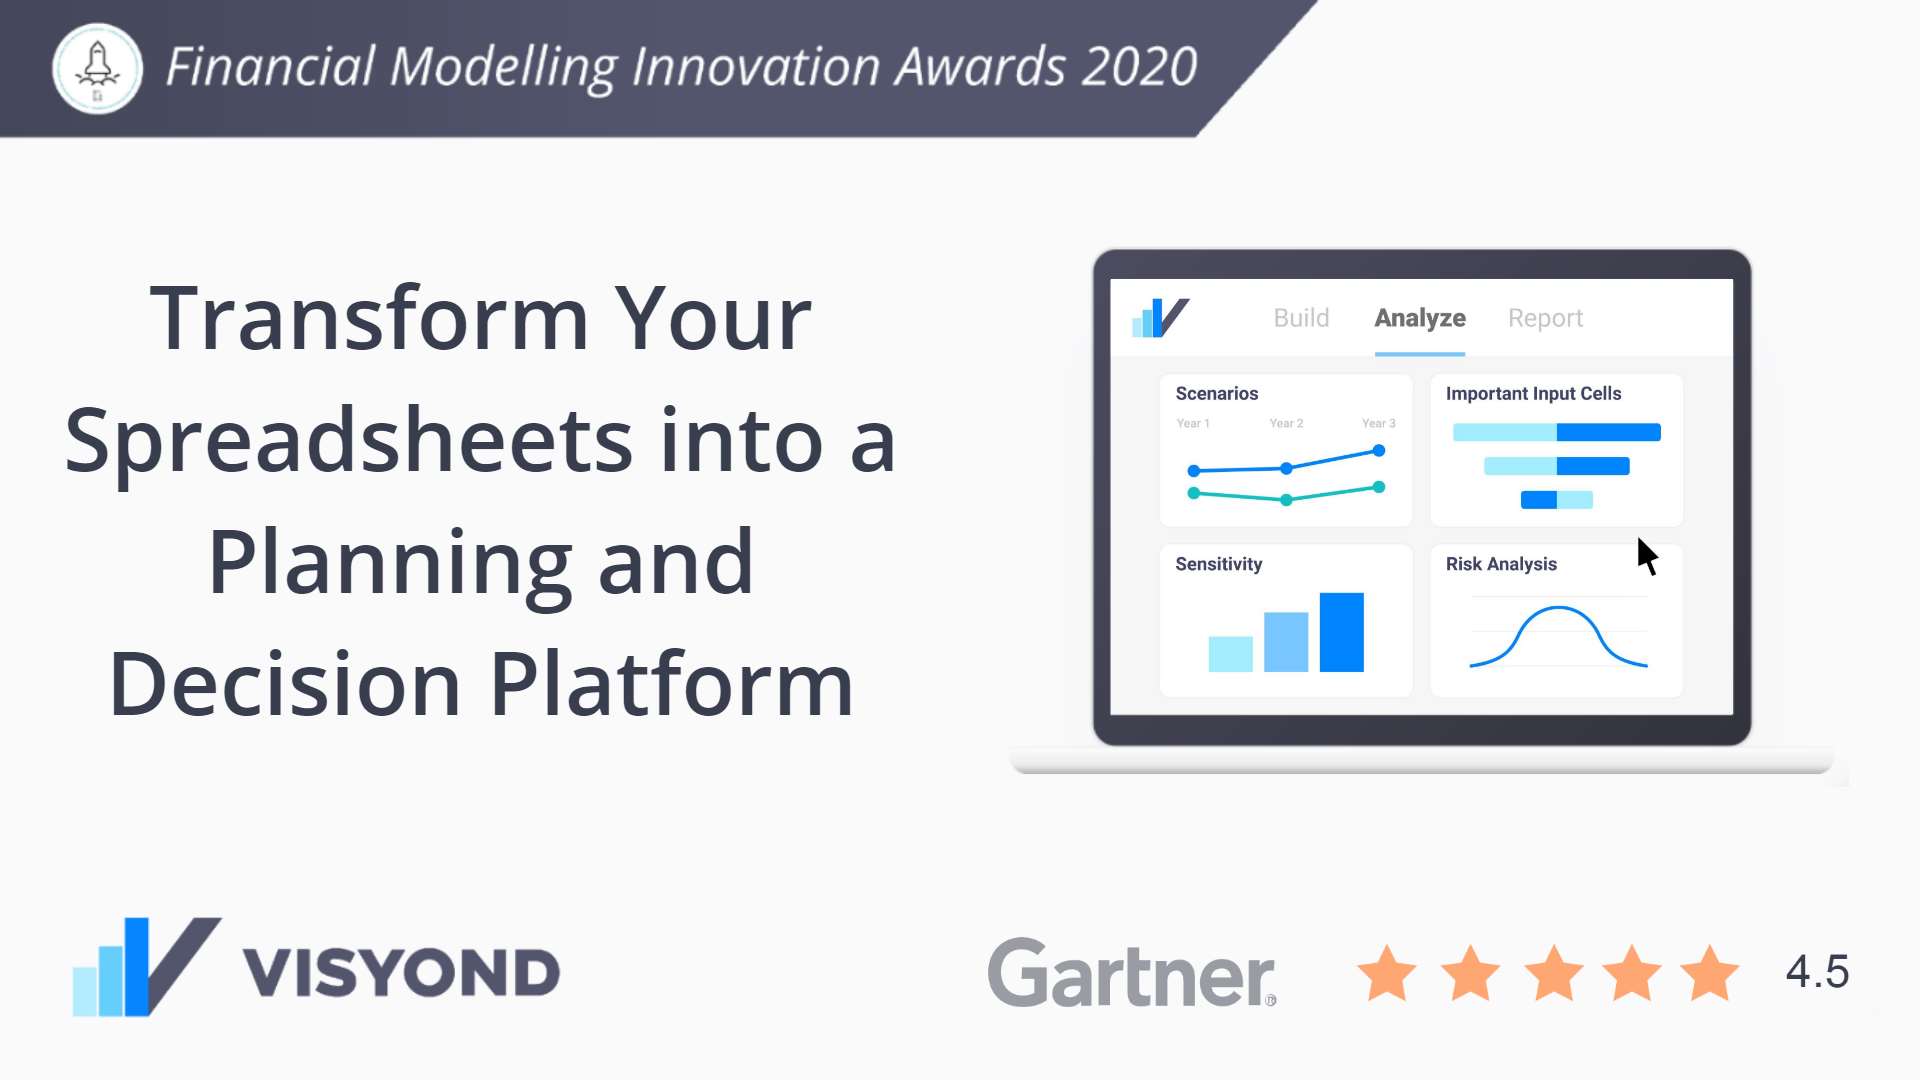 Financial Modelling Innovation Awards 2020
Transform Your
Spreadsheets into a
Planning and
Decision Platform
Build Analyze Report
Scenarios
Year 1 Year 2 Year 3
Important Input Cells
Sensitivity
Risk Analysis
VISYOND
Gartner®
4.5